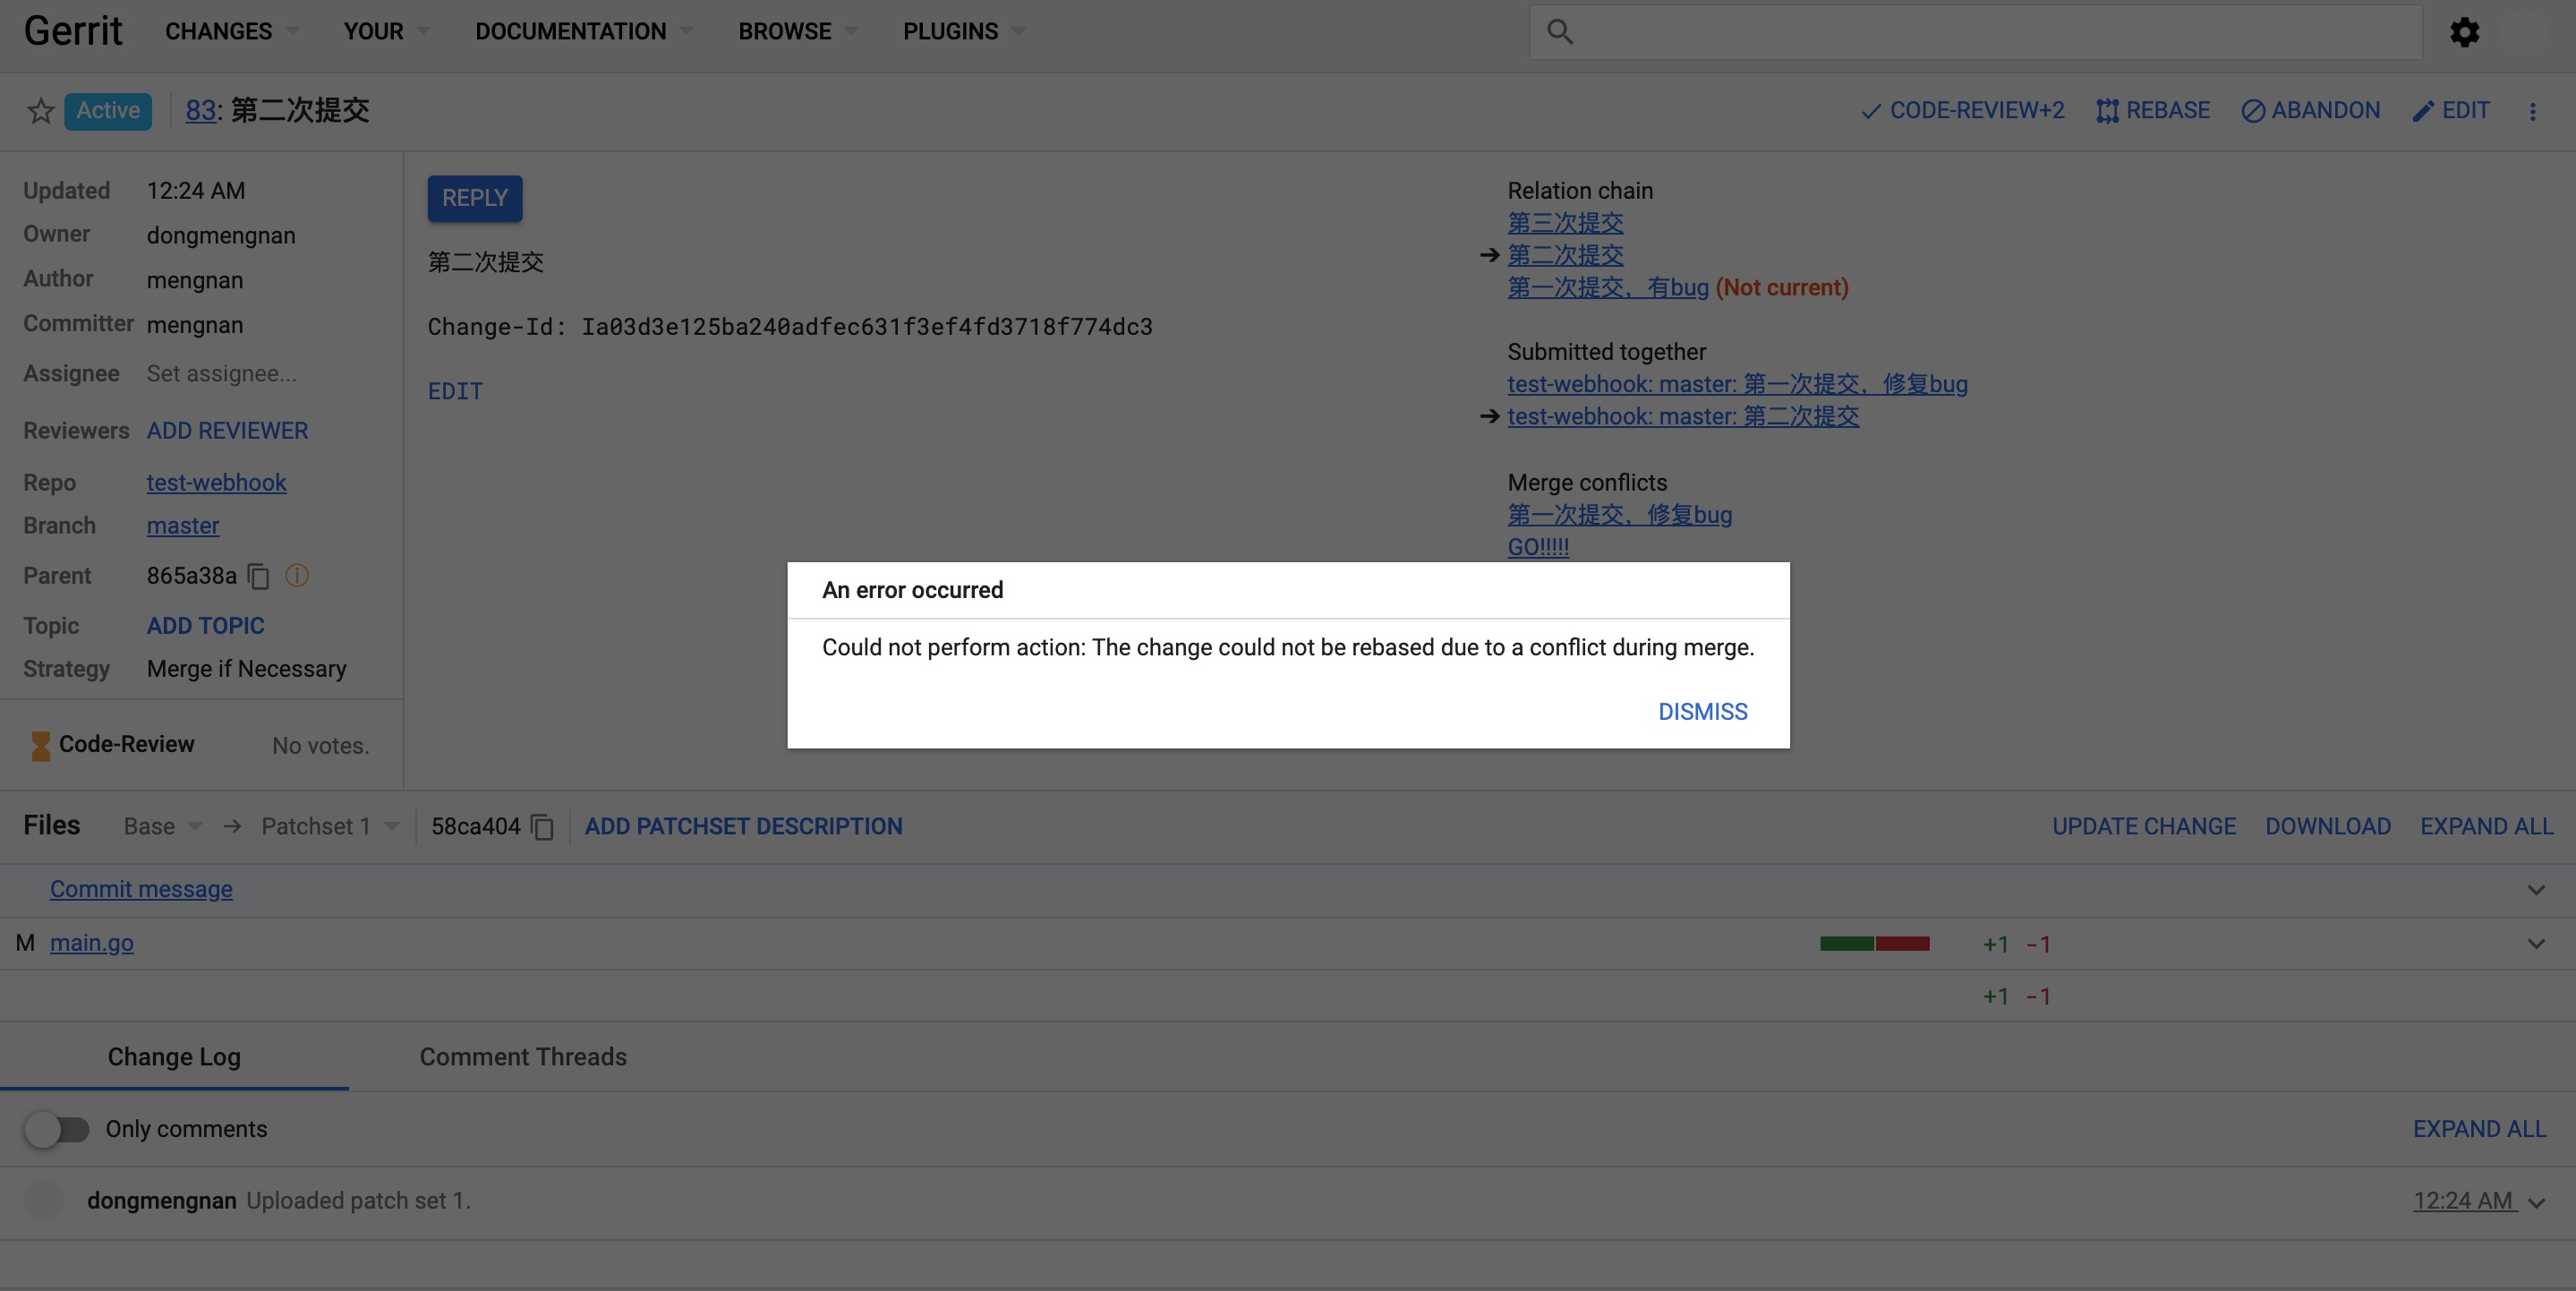 Gerrit CHANGES YOUR DOCUMENTATION BROWSE PLUGINS
Active 83: 第二次提交 CODE-REVIEW+2 REBASE ABANDON EDIT
Updated 12:24 AM
Owner dongmengnan
Author mengnan
Committer mengnan
Assignee Set assignee...
Reviewers ADD REVIEWER
Repo test-webhook
Branch master
Parent 865a38a
Topic ADD TOPIC
Strategy Merge if Necessary
Code-Review No votes.
REPLY
第二次提交
Change-Id: Ia03d3e125ba240adfec631f3ef4fd3718f774dc3
EDIT
Relation chain
第三次提交
➔ 第二次提交
第一次提交，有bug (Not current)
Submitted together
test-webhook: master: 第一次提交，修复bug
➔ test-webhook: master: 第二次提交
Merge conflicts
第一次提交，修复bug
GO!!!!!
An error occurred
Could not perform action: The change could not be rebased due to a conflict during merge.
DISMISS
Files Base → Patchset 1 58ca404 ADD PATCHSET DESCRIPTION UPDATE CHANGE DOWNLOAD EXPAND ALL
Commit message
M main.go +1 −1
+1 −1
Change Log Comment Threads
Only comments EXPAND ALL
dongmengnan Uploaded patch set 1. 12:24 AM